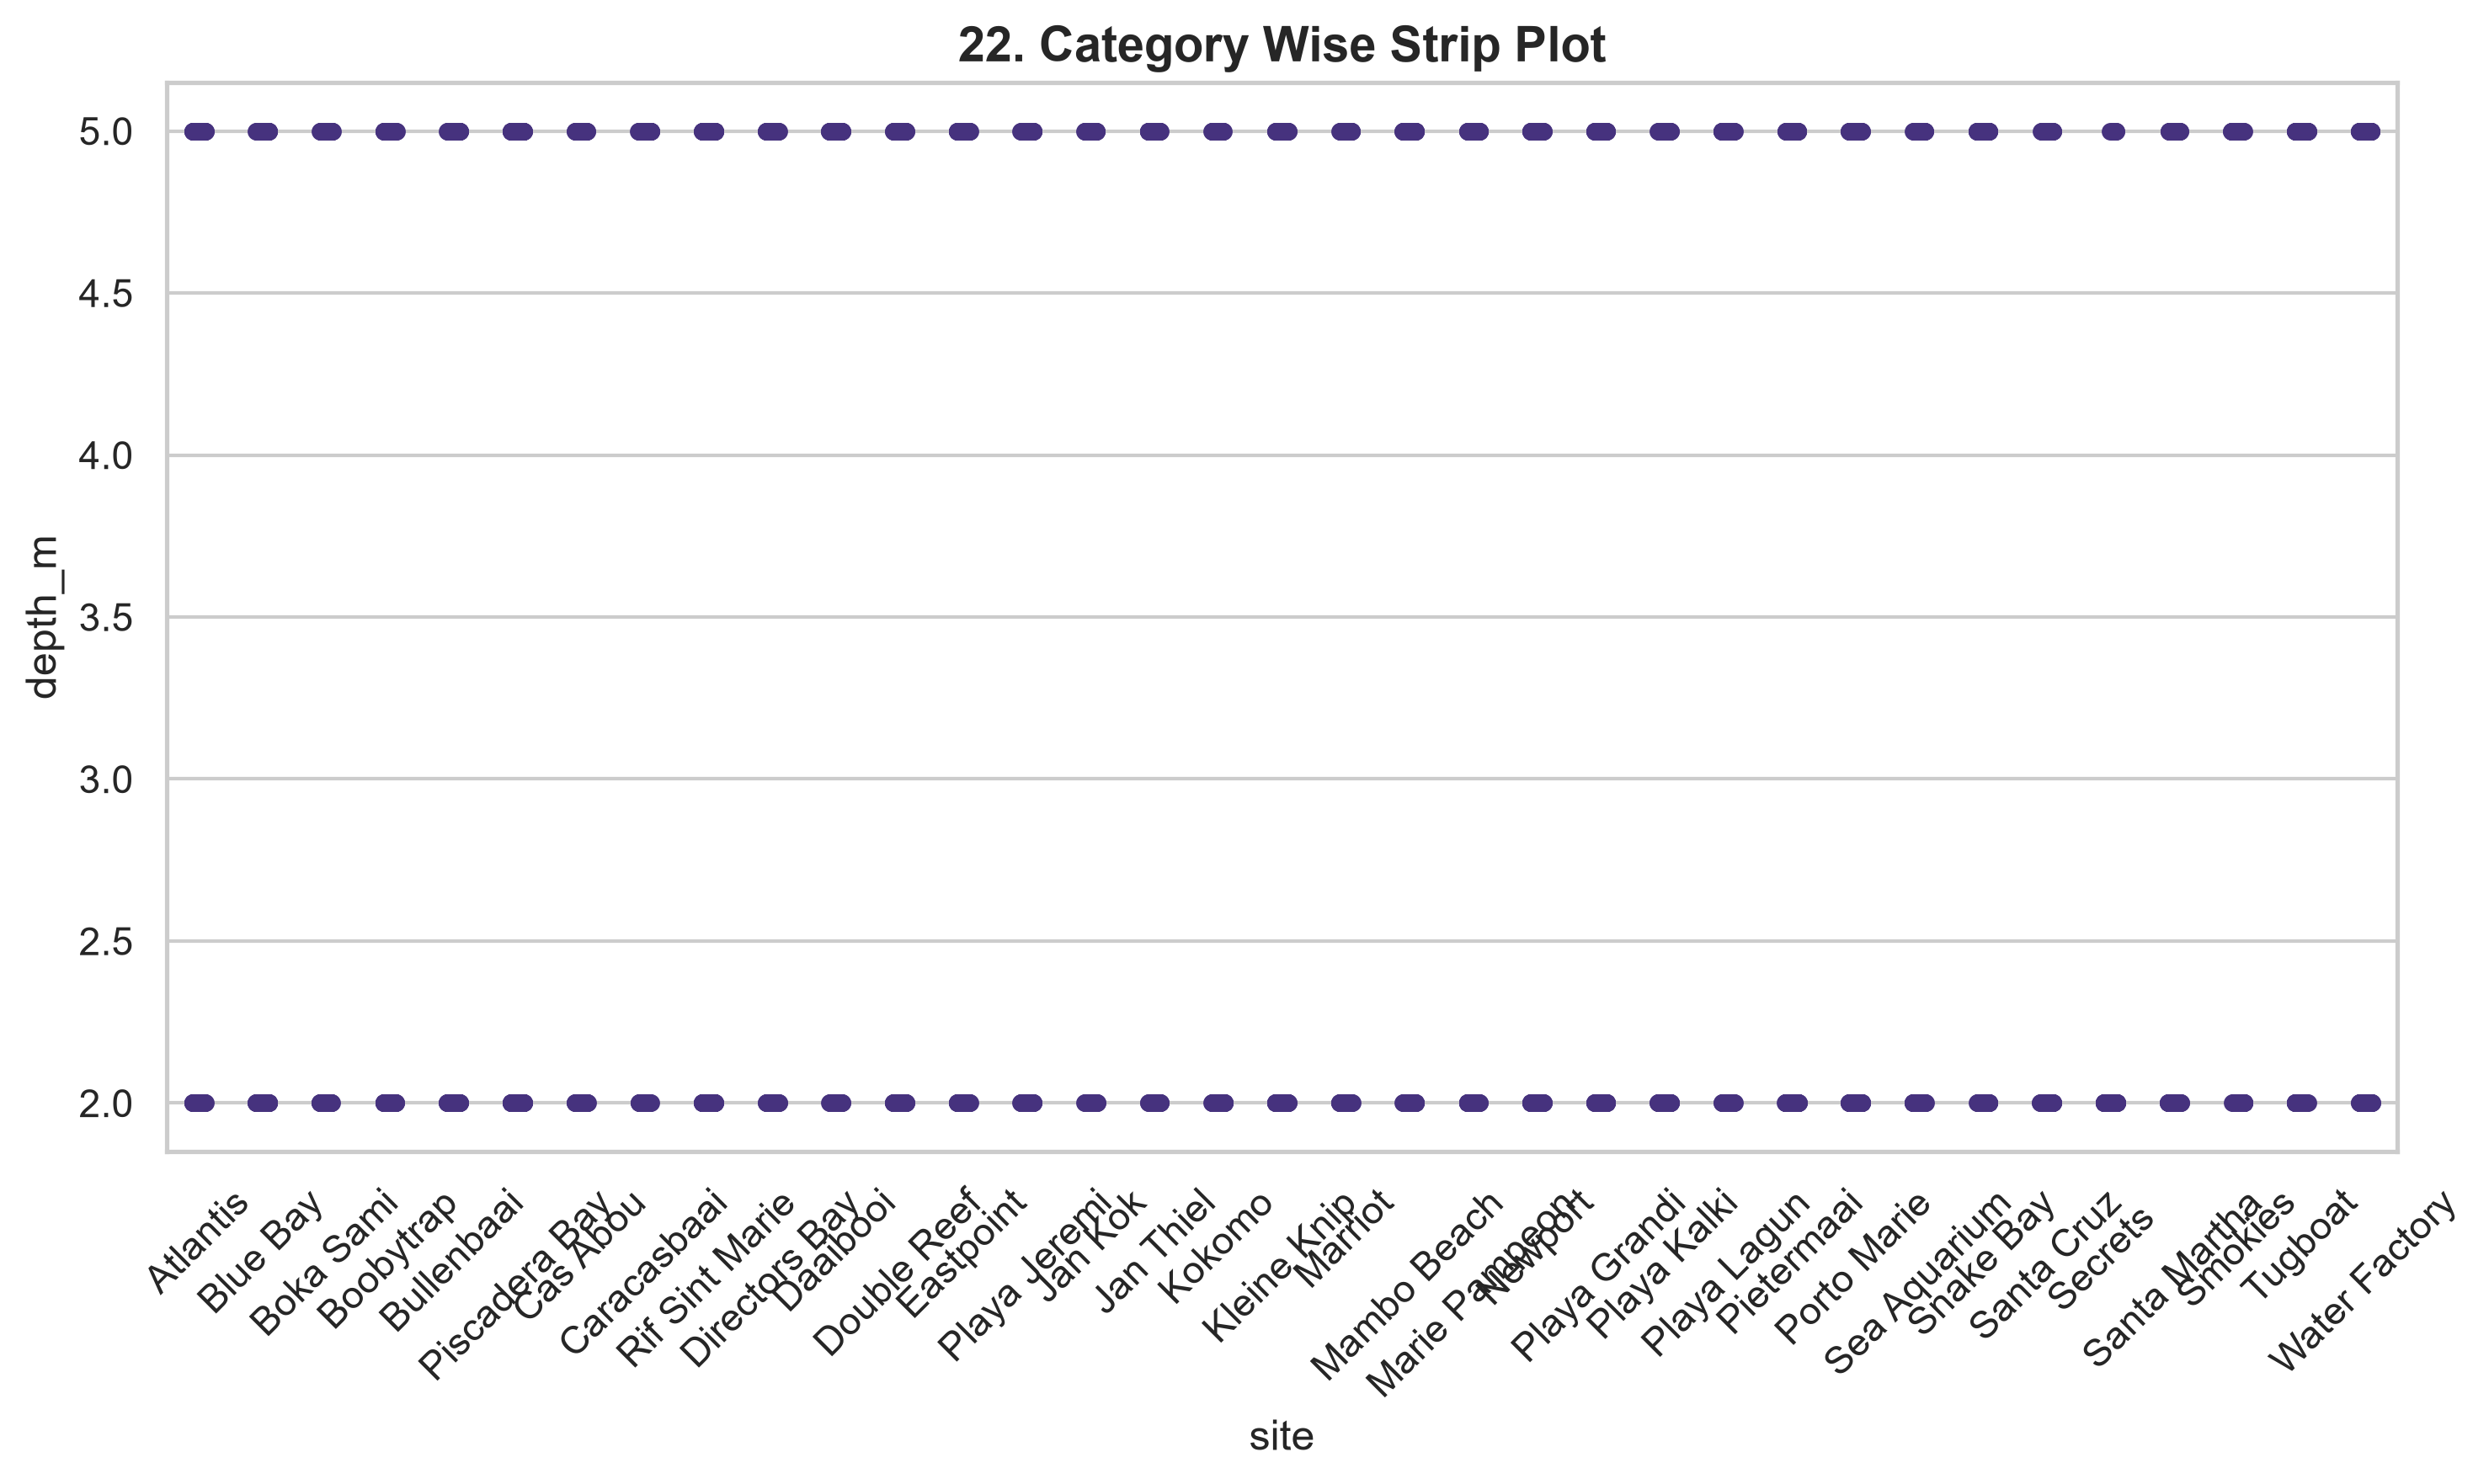 22. Category Wise Strip Plot
5.0
4.5
4.0
3.5
3.0
2.5
2.0
depth_m
Atlantis
Blue Bay
Boka Sami
Boobytrap
Bullenbaai
Piscadera Bay
Cas Abou
Caracasbaai
Rif Sint Marie
Directors Bay
Daaibooi
Double Reef
Eastpoint
Playa Jeremi
Jan Kok
Jan Thiel
Kokomo
Kleine Knip
Marriot
Mambo Beach
Marie Pampoen
Newport
Playa Grandi
Playa Kalki
Playa Lagun
Pietermaai
Porto Marie
Sea Aquarium
Snake Bay
Santa Cruz
Secrets
Santa Martha
Smokies
Tugboat
Water Factory
site